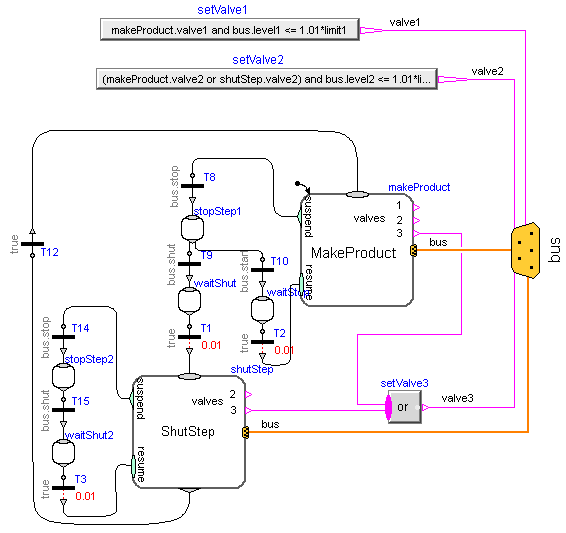 setValve1
makeProduct.valve1 and bus.level1 <= 1.01*limit1
valve1
setValve2
(makeProduct.valve2 or shutStep.valve2) and bus.level2 <= 1.01*li...
valve2
bus.stop
T8
makeProduct
suspend
1
valves
2
3
stopStep1
MakeProduct
bus
bus
true
T12
bus.shut
T9
bus.start
T10
resume
waitShut
waitStop
bus.stop
T14
true
T1
0.01
true
T2
0.01
stopStep2
shutStep
setValve3
suspend
valves
2
3
or
valve3
bus.shut
T15
ShutStep
bus
waitShut2
resume
true
T3
0.01